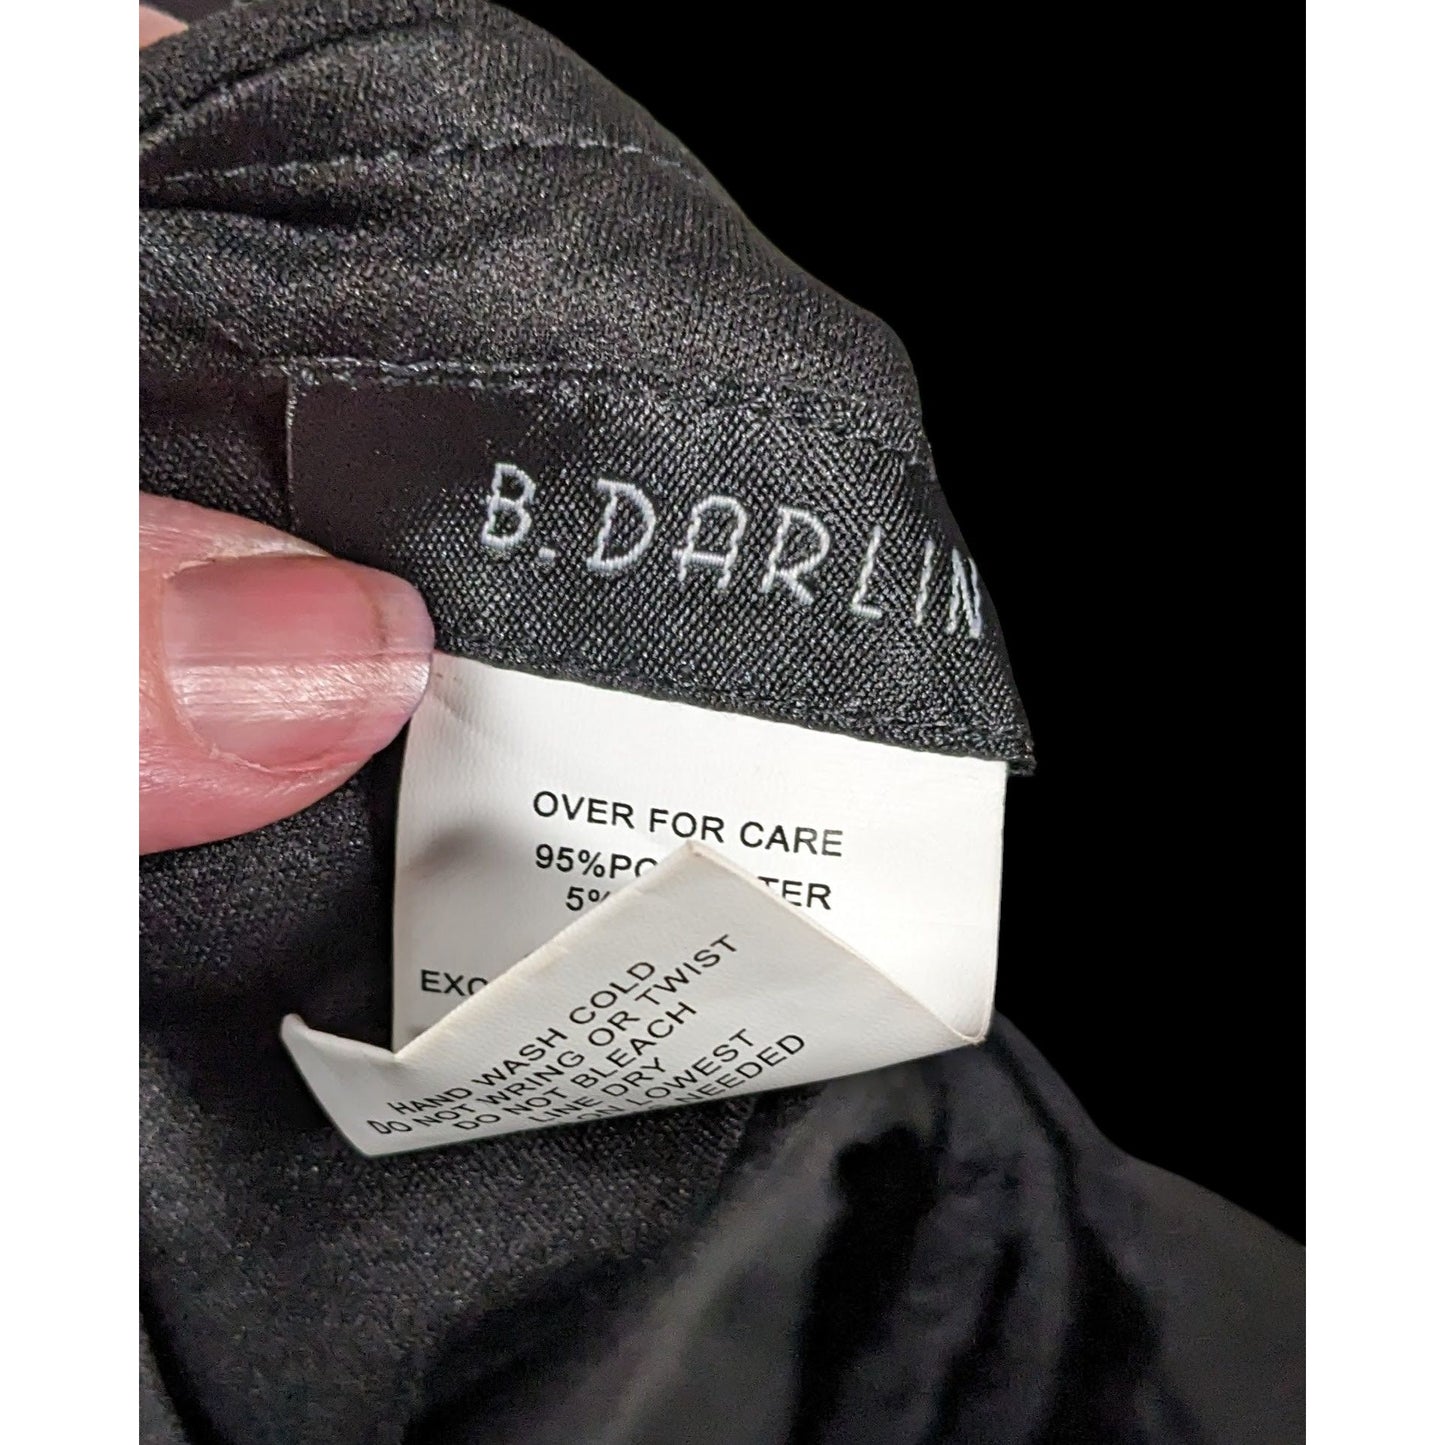 B. DARLIN
OVER FOR CARE
95%PO TER
5%
EXC
HAND WASH COLD
DO NOT WRING OR TWIST
DO NOT BLEACH
LINE DRY
ON LOWEST
NEEDED